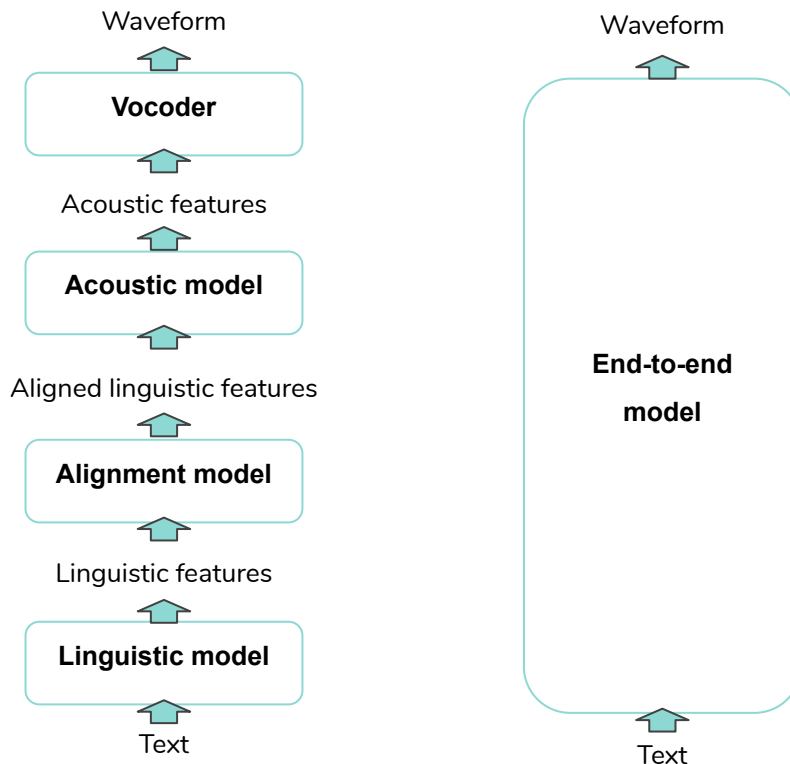 Waveform
Vocoder
Acoustic features
Acoustic model
Aligned linguistic features
Alignment model
Linguistic features
Linguistic model
Text
Waveform
End-to-end
model
Text